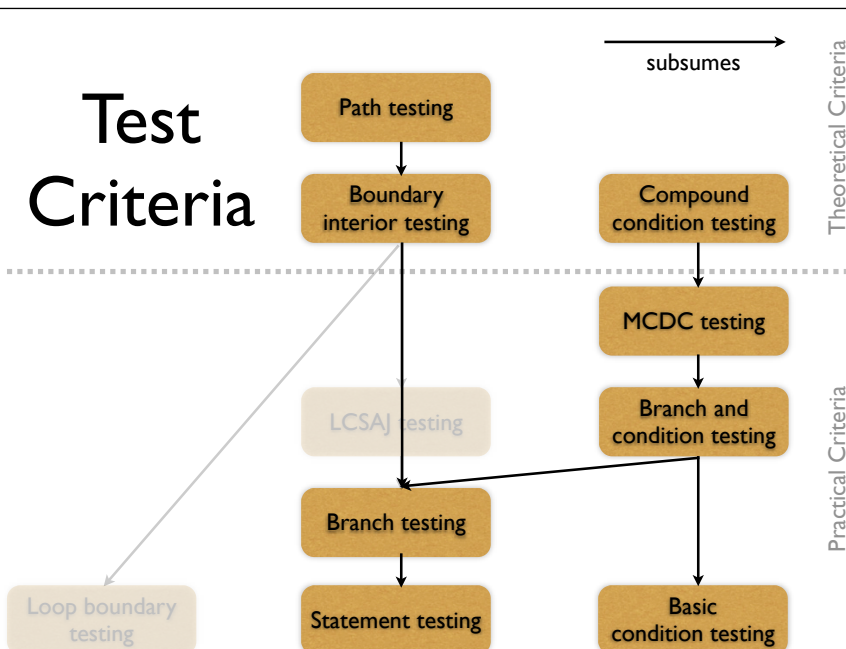 Test
Criteria
subsumes
Theoretical Criteria
Path testing
Boundary
interior testing
Compound
condition testing
MCDC testing
LCSAJ testing
Branch and
condition testing
Practical Criteria
Branch testing
Loop boundary
testing
Statement testing
Basic
condition testing